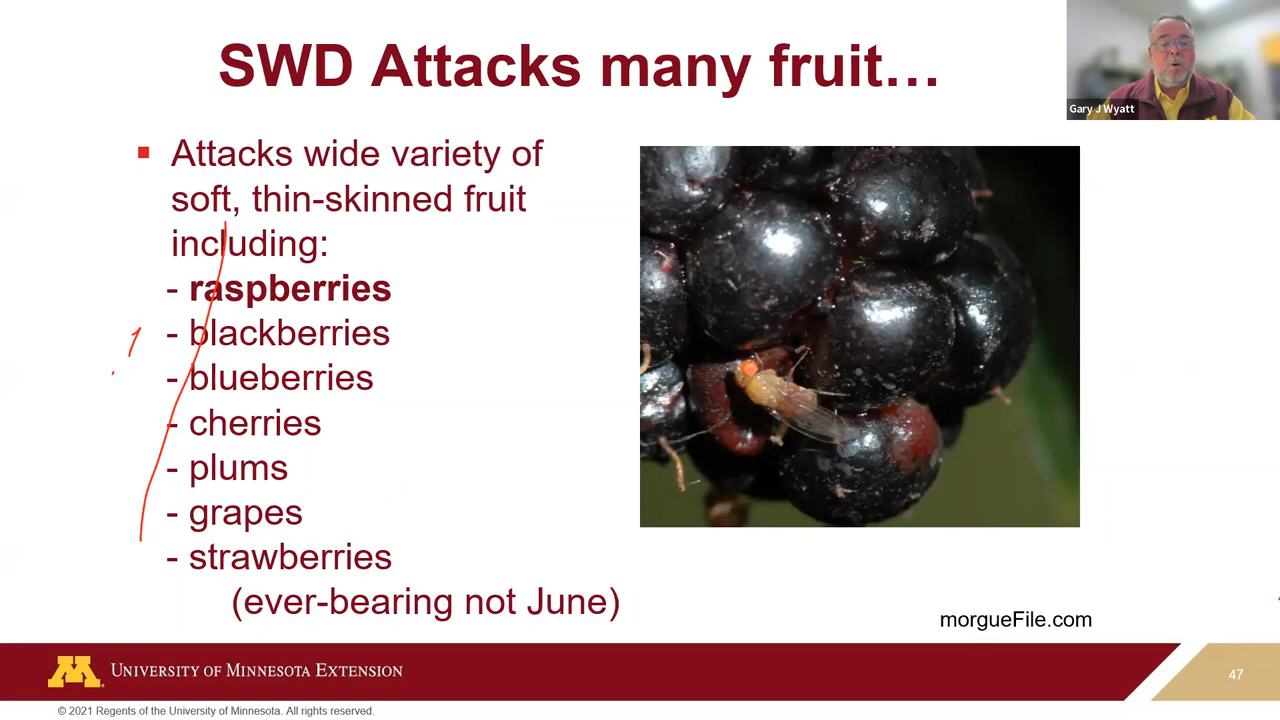 SWD Attacks many fruit…
Gary J Wyatt
Attacks wide variety of
soft, thin-skinned fruit
including:
- raspberries
- blackberries
- blueberries
- cherries
- plums
- grapes
- strawberries
(ever-bearing not June)
morgueFile.com
UNIVERSITY OF MINNESOTA EXTENSION
47
© 2021 Regents of the University of Minnesota. All rights reserved.